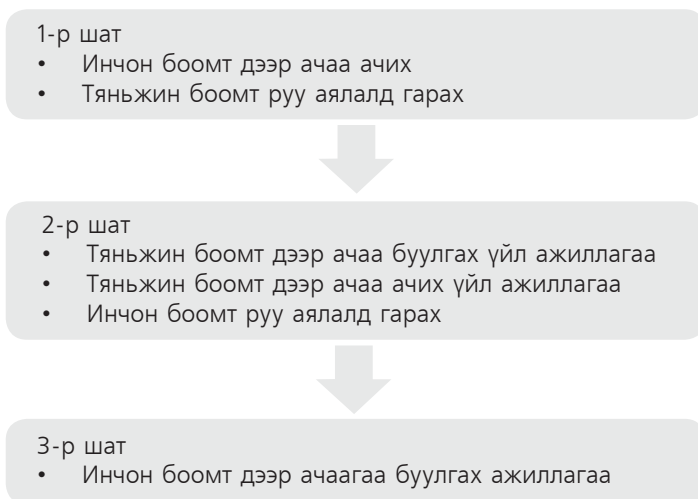 1-р шат
• Инчон боомт дээр ачаа ачих
• Тяньжин боомт руу аялалд гарах
2-р шат
• Тяньжин боомт дээр ачаа буулгах үйл ажиллагаа
• Тяньжин боомт дээр ачаа ачих үйл ажиллагаа
• Инчон боомт руу аялалд гарах
3-р шат
• Инчон боомт дээр ачаагаа буулгах ажиллагаа